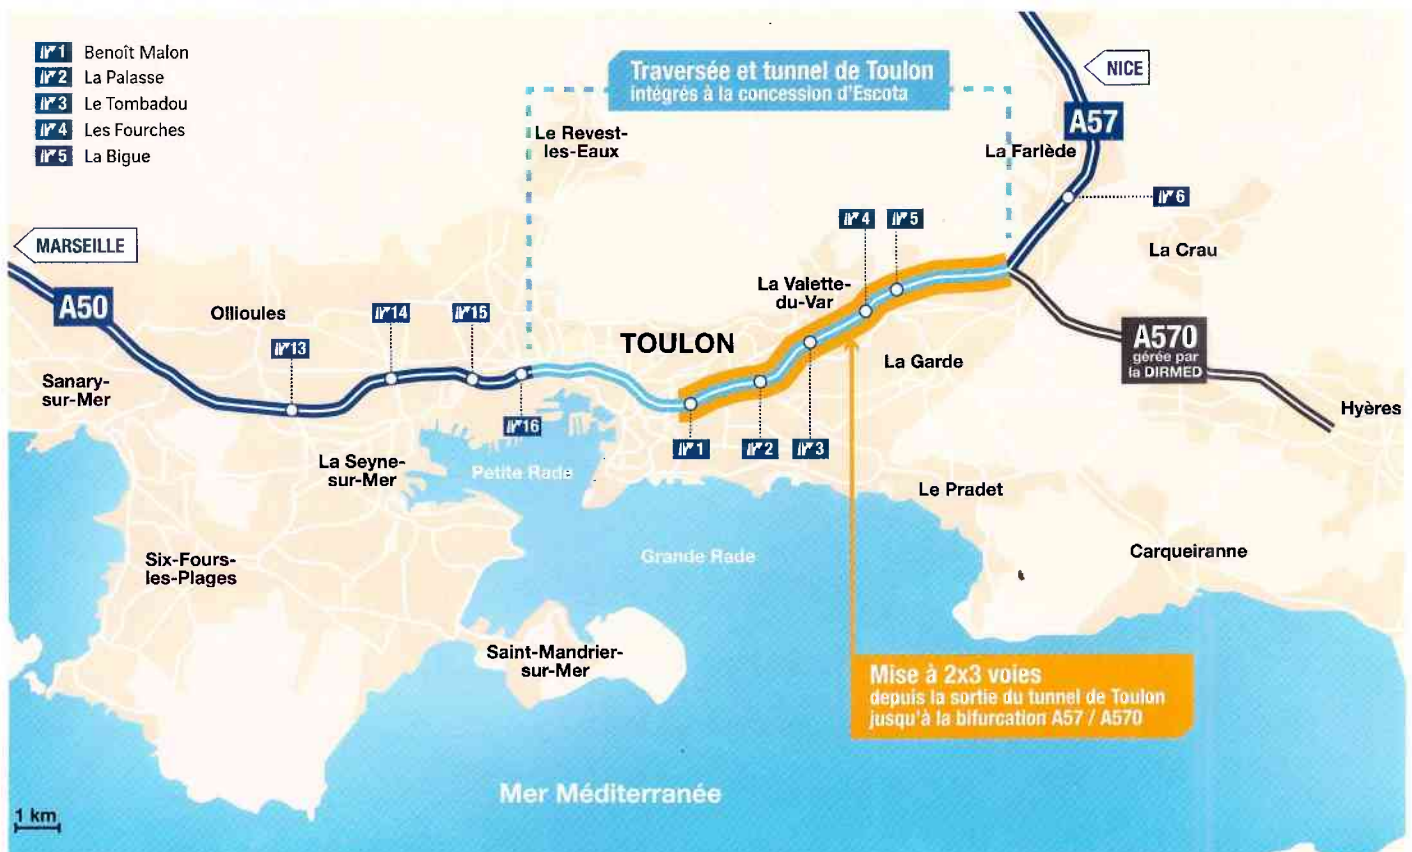 1 Benoît Malon
2 La Palasse
3 Le Tombadou
4 Les Fourches
5 La Bigue
Traversée et tunnel de Toulon
intégrés à la concession d'Escota
NICE
A57
Le Revest-
les-Eaux
La Farlède
6
4
5
MARSEILLE
La Crau
A50
La Valette-
du-Var
Ollioules
14
15
13
TOULON
A570
gérée par
la DIRMED
La Garde
Sanary-
sur-Mer
Hyères
16
1
2
3
La Seyne-
sur-Mer
Petite Rade
Le Pradet
Grande Rade
Carqueiranne
Six-Fours-
les-Plages
Saint-Mandrier-
sur-Mer
Mise à 2x3 voies
depuis la sortie du tunnel de Toulon
jusqu'à la bifurcation A57 / A570
Mer Méditerranée
1 km